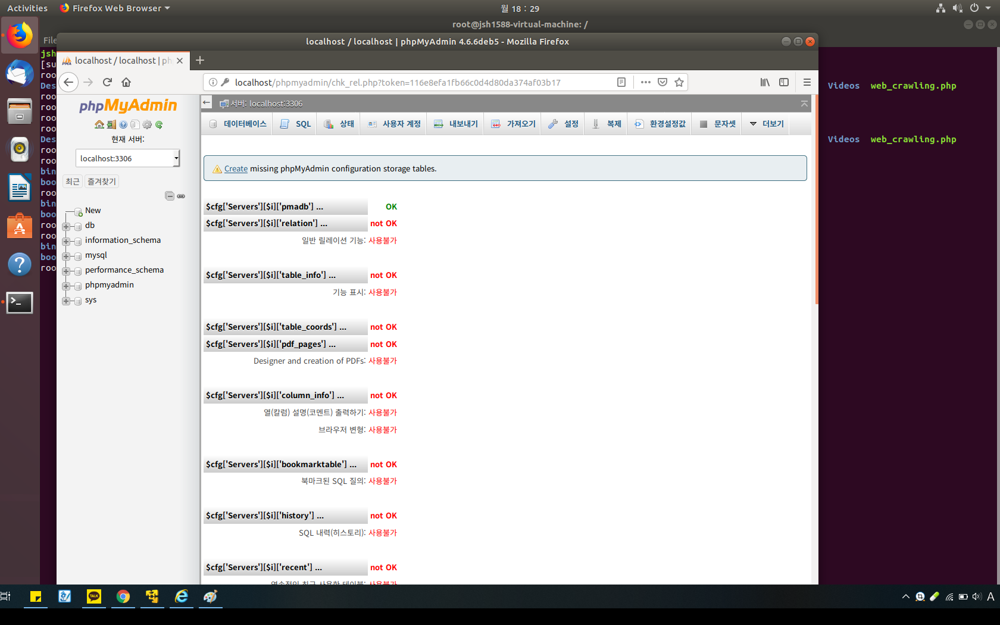 Activities
Firefox Web Browser
월 18 : 29
root@jsh1588-virtual-machine: /
File
localhost / localhost | phpMyAdmin 4.6.6deb5 - Mozilla Firefox
localhost / localhost | ph
localhost/phpmyadmin/chk_rel.php?token=116e8efa1fb66c0d4d80da374af03b17
jsh
[su
roo
Des
roo
roo
roo
roo
Des
roo
roo
bin
boo
roo
bin
boo
roo
roo
bin
boo
roo
Videos web_crawling.php
Videos web_crawling.php
phpMyAdmin
현재 서버:
localhost:3306
최근 즐겨찾기
New
db
information_schema
mysql
performance_schema
phpmyadmin
sys
서버: localhost:3306
데이터베이스 SQL 상태 사용자 계정 내보내기 가져오기 설정 복제 환경설정값 문자셋 더보기
Create missing phpMyAdmin configuration storage tables.
$cfg['Servers'][$i]['pmadb'] ... OK
$cfg['Servers'][$i]['relation'] ... not OK
일반 릴레이션 기능: 사용불가
$cfg['Servers'][$i]['table_info'] ... not OK
기능 표시: 사용불가
$cfg['Servers'][$i]['table_coords'] ... not OK
$cfg['Servers'][$i]['pdf_pages'] ... not OK
Designer and creation of PDFs: 사용불가
$cfg['Servers'][$i]['column_info'] ... not OK
열(칼럼) 설명(코멘트) 출력하기: 사용불가
브라우저 변형: 사용불가
$cfg['Servers'][$i]['bookmarktable'] ... not OK
북마크된 SQL 질의: 사용불가
$cfg['Servers'][$i]['history'] ... not OK
SQL 내력(히스토리): 사용불가
$cfg['Servers'][$i]['recent'] ... not OK
TALK
A